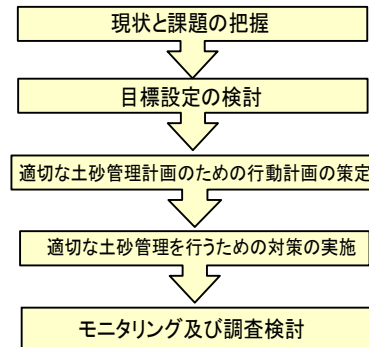 現状と課題の把握
目標設定の検討
適切な土砂管理計画のための行動計画の策定
適切な土砂管理を行うための対策の実施
モニタリング及び調査検討